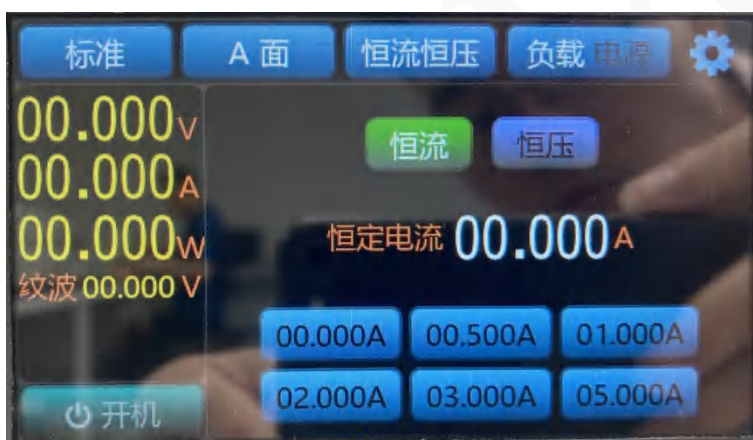 标准 A 面 恒流恒压 负载 电源
00.000V
00.000A
00.000W
纹波 00.000 V
恒流 恒压
恒定电流 00.000 A
00.000A 00.500A 01.000A
02.000A 03.000A 05.000A
开机